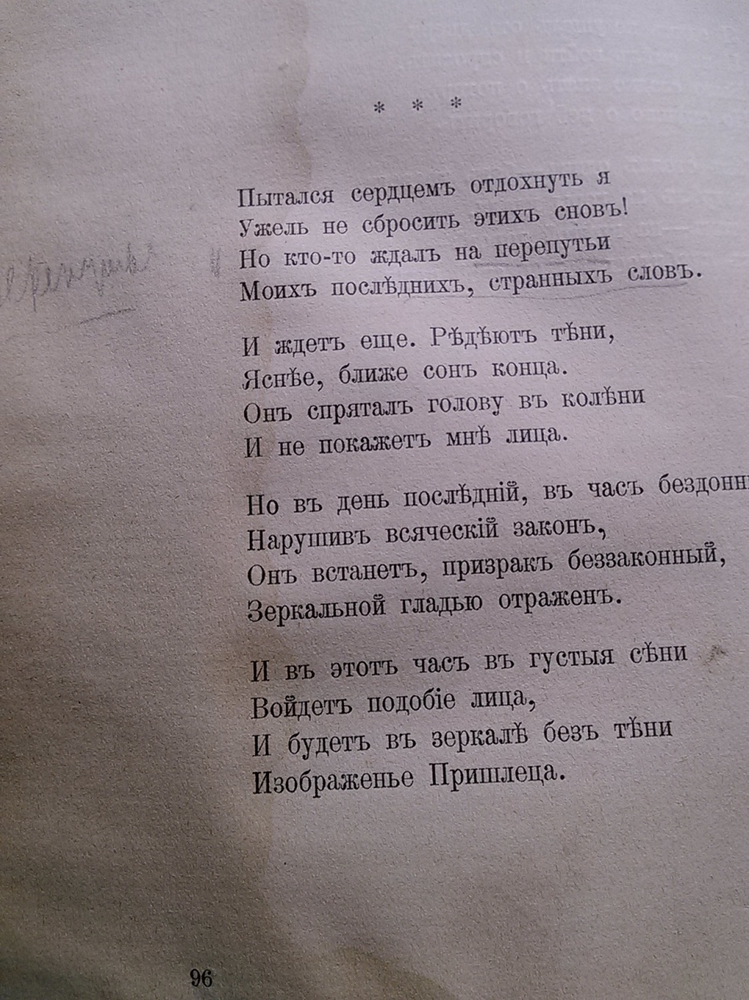 * * *
Пытался сердцемъ отдохнуть я
Ужель не сбросить этихъ сновъ!
Но кто-то ждалъ на перепутьи
Моихъ послѣднихъ, странныхъ словъ.
И ждетъ еще. Рѣдѣютъ тѣни,
Яснѣе, ближе сонъ конца.
Онъ спряталъ голову въ колѣни
И не покажетъ мнѣ лица.
Но въ день послѣдній, въ часъ
Нарушивъ всяческій законъ,
Онъ встанетъ, призракъ беззаконный,
Зеркальной гладью отраженъ.
И въ этотъ часъ въ густыя сѣни
Войдетъ подобіе лица,
И будетъ въ зеркалѣ безъ тѣни
Изображенье Пришлеца.
96